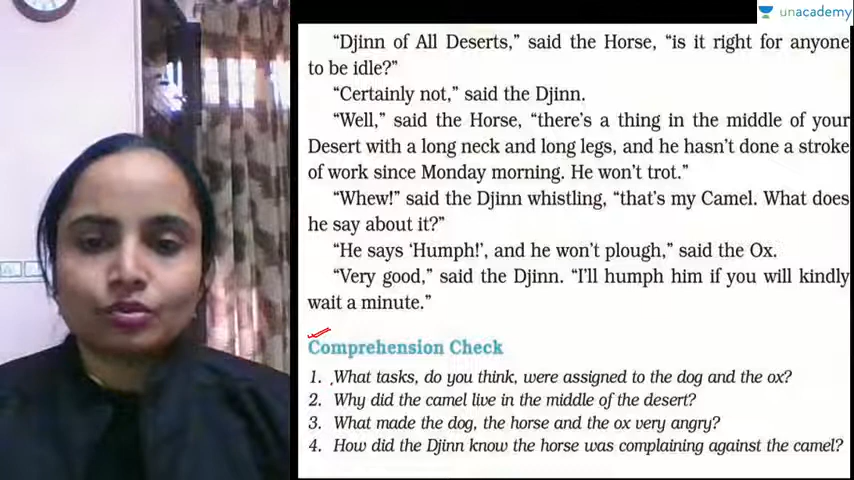 unacademy
“Djinn of All Deserts,” said the Horse, “is it right for anyone
to be idle?”
“Certainly not,” said the Djinn.
“Well,” said the Horse, “there’s a thing in the middle of your
Desert with a long neck and long legs, and he hasn’t done a stroke
of work since Monday morning. He won’t trot.”
“Whew!” said the Djinn whistling, “that’s my Camel. What does
he say about it?”
“He says ‘Humph!’, and he won’t plough,” said the Ox.
“Very good,” said the Djinn. “I’ll humph him if you will kindly
wait a minute.”
Comprehension Check
1. What tasks, do you think, were assigned to the dog and the ox?
2. Why did the camel live in the middle of the desert?
3. What made the dog, the horse and the ox very angry?
4. How did the Djinn know the horse was complaining against the camel?